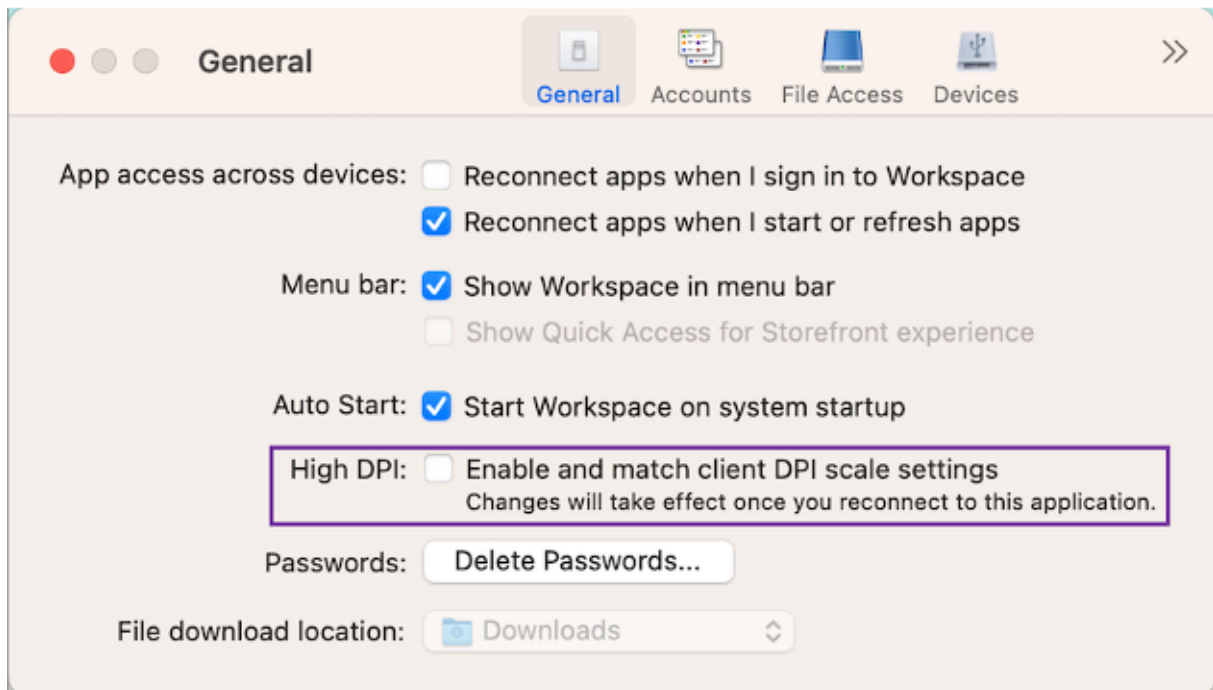 General
General Accounts File Access Devices
App access across devices: Reconnect apps when I sign in to Workspace
Reconnect apps when I start or refresh apps
Menu bar: Show Workspace in menu bar
Show Quick Access for Storefront experience
Auto Start: Start Workspace on system startup
High DPI: Enable and match client DPI scale settings
Changes will take effect once you reconnect to this application.
Passwords: Delete Passwords...
File download location: Downloads